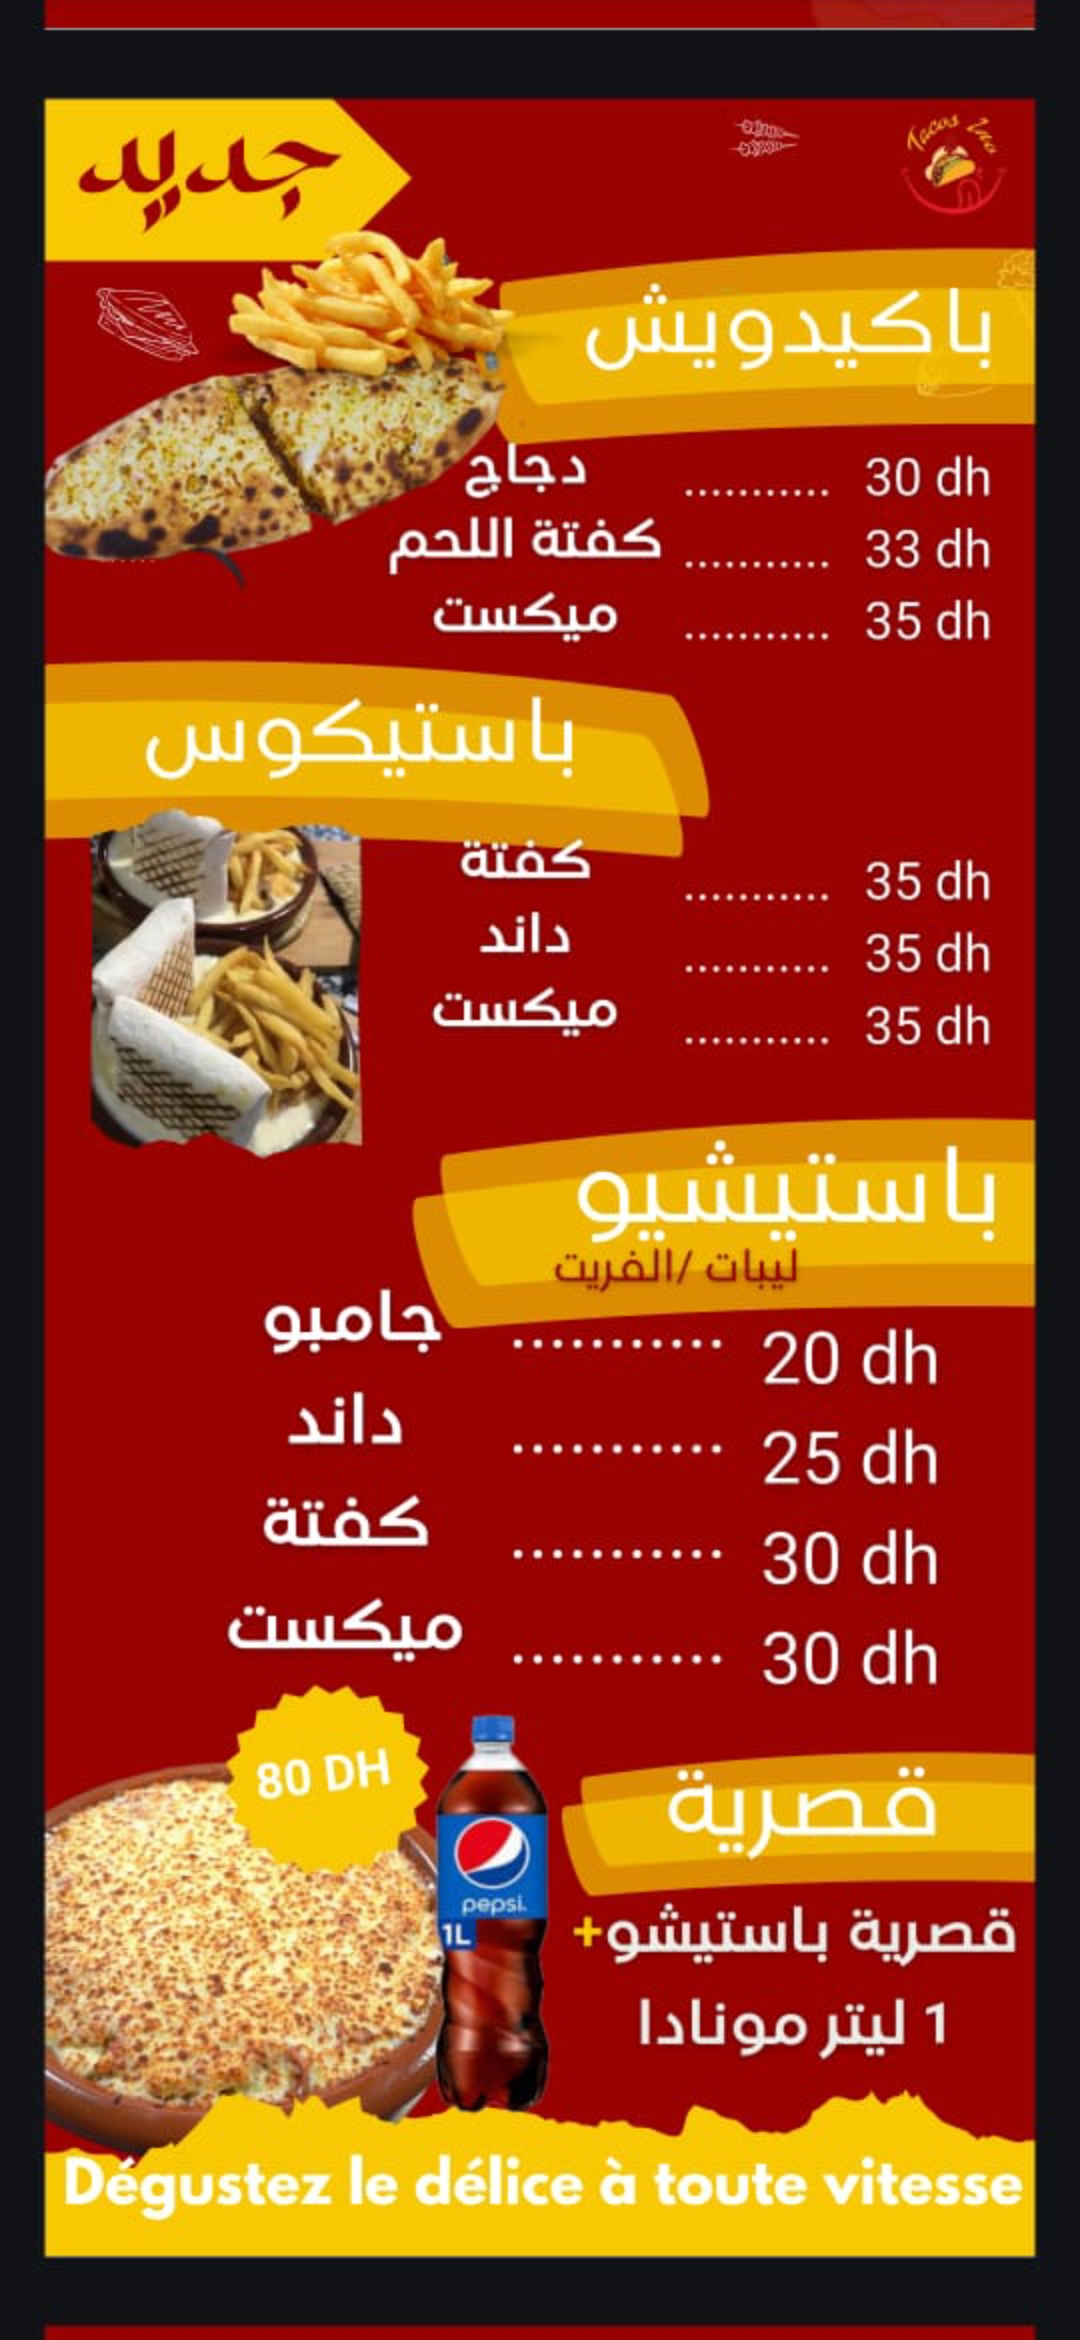 جديد
Tacos Zno
باكيدويش
دجاج ........... 30 dh
كفتة اللحم ........... 33 dh
ميكست ........... 35 dh
باستيكوس
كفتة ........... 35 dh
داند ........... 35 dh
ميكست ........... 35 dh
باستيشيو
ليبات /الفريت
جامبو ........... 20 dh
داند ........... 25 dh
كفتة ........... 30 dh
ميكست ........... 30 dh
80 DH
pepsi.
1L
قصرية
قصرية باستيشو+
1 ليتر مونادا
Dégustez le délice à toute vitesse